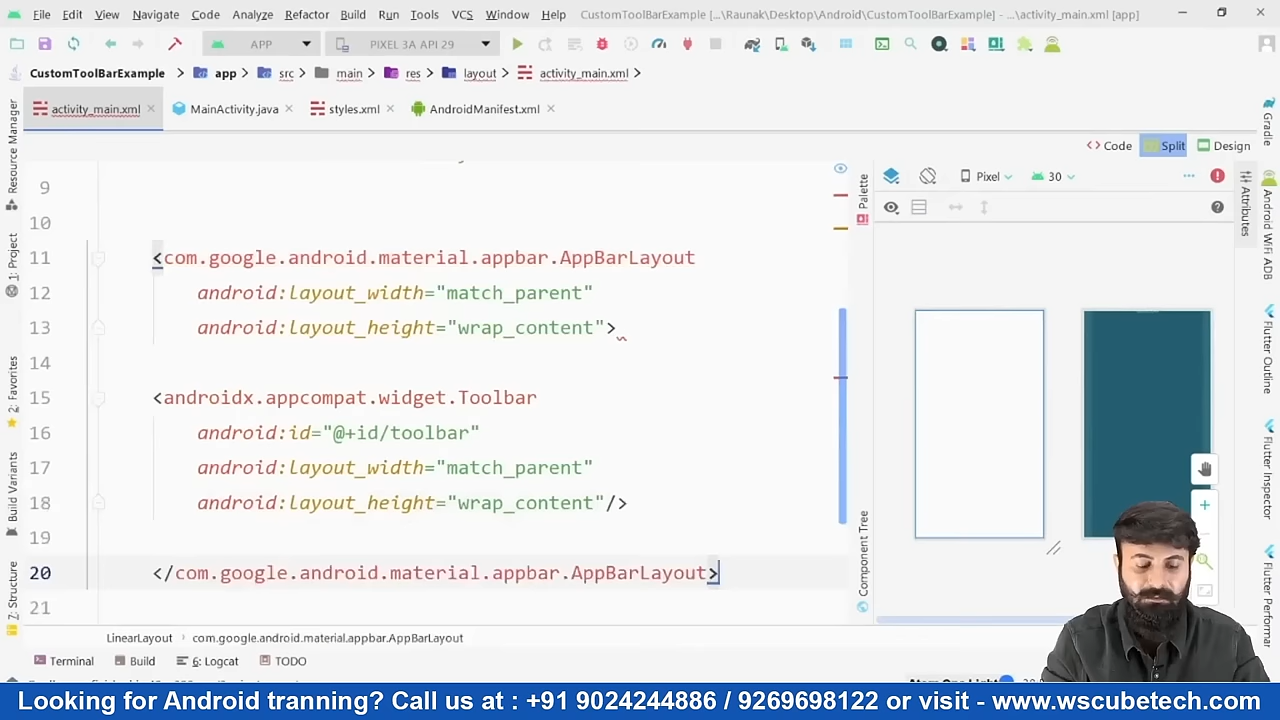 File Edit View Navigate Code Analyze Refactor Build Run Tools VCS Window Help CustomToolBarExample [...\Raunak\Desktop\Android\CustomToolBarExample] - ...\activity_main.xml [app]
APP PIXEL 3A API 29
CustomToolBarExample app src main res layout activity_main.xml
activity_main.xml MainActivity.java styles.xml AndroidManifest.xml
Code Split Design
Resource Manager
1: Project
2: Favorites
Build Variants
7: Structure
9
10
11 <com.google.android.material.appbar.AppBarLayout
12 android:layout_width="match_parent"
13 android:layout_height="wrap_content">
14
15 <androidx.appcompat.widget.Toolbar
16 android:id="@+id/toolbar"
17 android:layout_width="match_parent"
18 android:layout_height="wrap_content"/>
19
20 </com.google.android.material.appbar.AppBarLayout>
21
Palette
Component Tree
Pixel 30
Attributes
Gradle
Android WiFi ADB
Flutter Outline
Flutter Inspector
Flutter Performar
LinearLayout com.google.android.material.appbar.AppBarLayout
Terminal Build 6: Logcat TODO
Looking for Android tranning? Call us at : +91 9024244886 / 9269698122 or visit - www.wscubetech.com